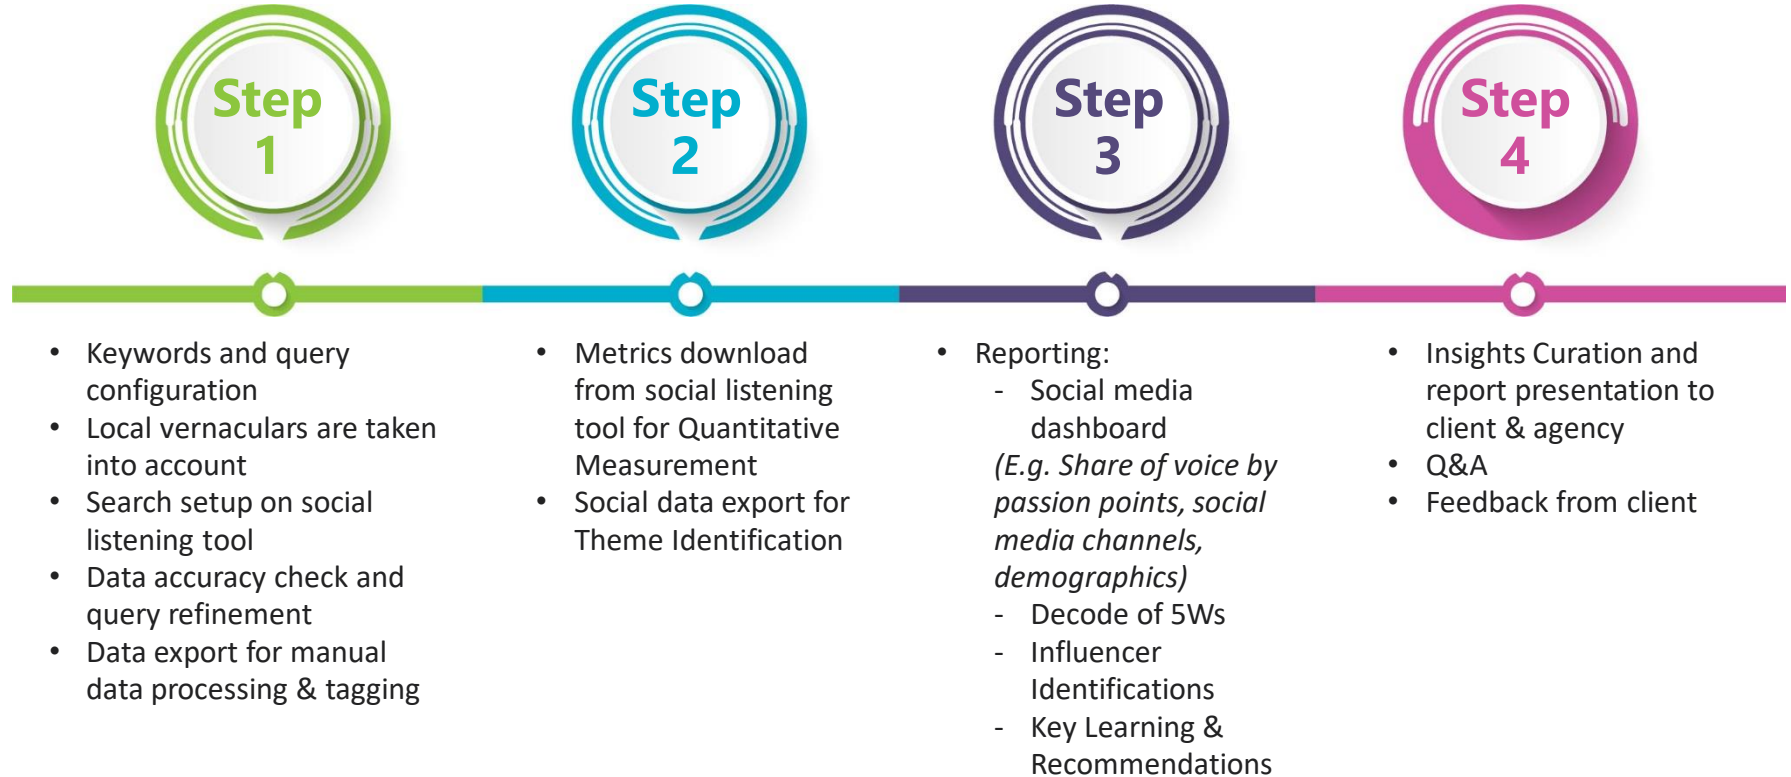 Step
1
Step
2
Step
3
Step
4
• Keywords and query
configuration
• Local vernaculars are taken
into account
• Search setup on social
listening tool
• Data accuracy check and
query refinement
• Data export for manual
data processing & tagging
• Metrics download
from social listening
tool for Quantitative
Measurement
• Social data export for
Theme Identification
• Reporting:
- Social media
dashboard
(E.g. Share of voice by
passion points, social
media channels,
demographics)
- Decode of 5Ws
- Influencer
Identifications
- Key Learning &
Recommendations
• Insights Curation and
report presentation to
client & agency
• Q&A
• Feedback from client